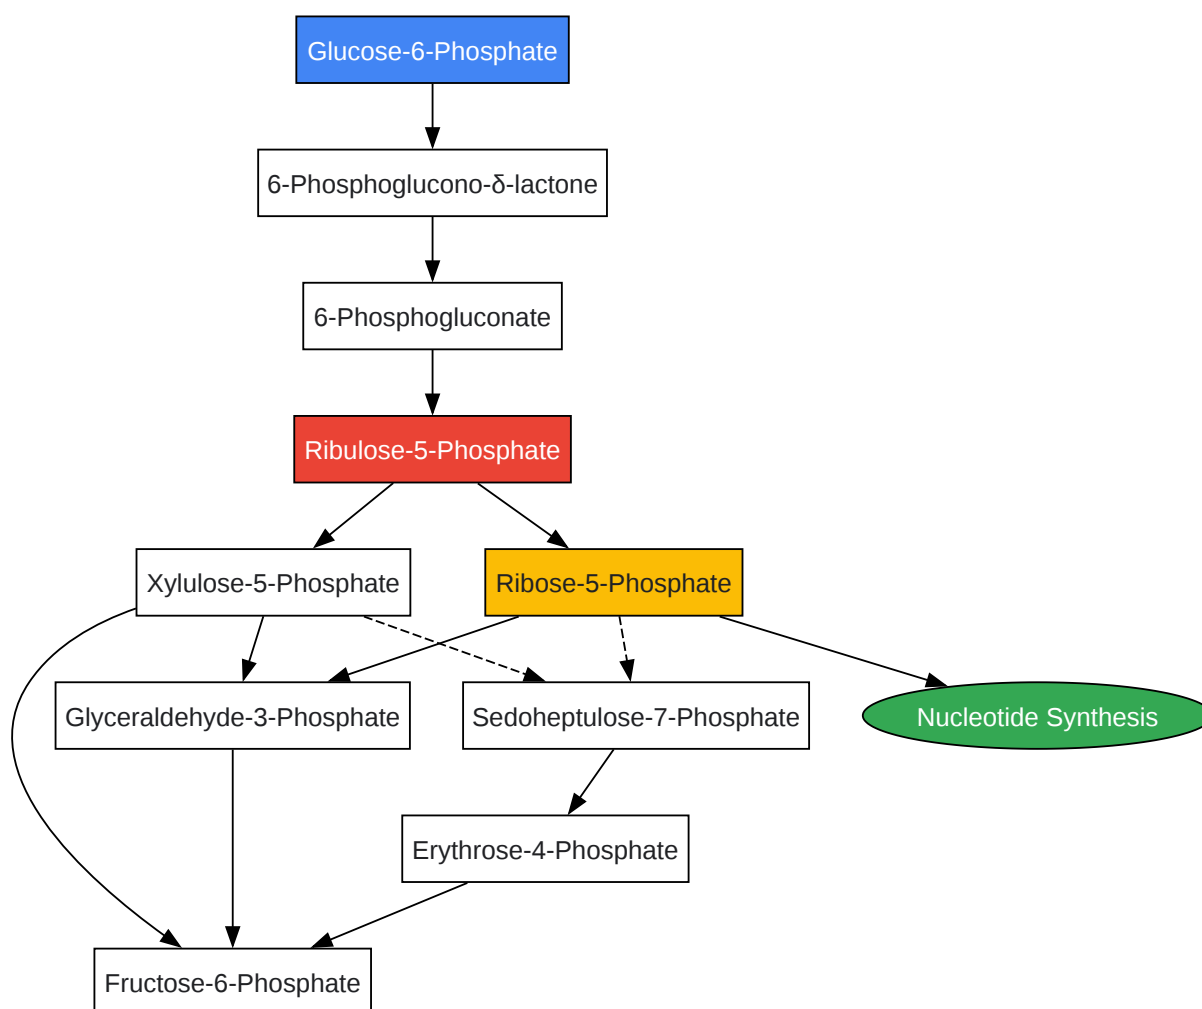 Glucose-6-Phosphate
6-Phosphoglucono-δ-lactone
6-Phosphogluconate
Ribulose-5-Phosphate
Xylulose-5-Phosphate
Ribose-5-Phosphate
Glyceraldehyde-3-Phosphate
Sedoheptulose-7-Phosphate
Nucleotide Synthesis
Erythrose-4-Phosphate
Fructose-6-Phosphate